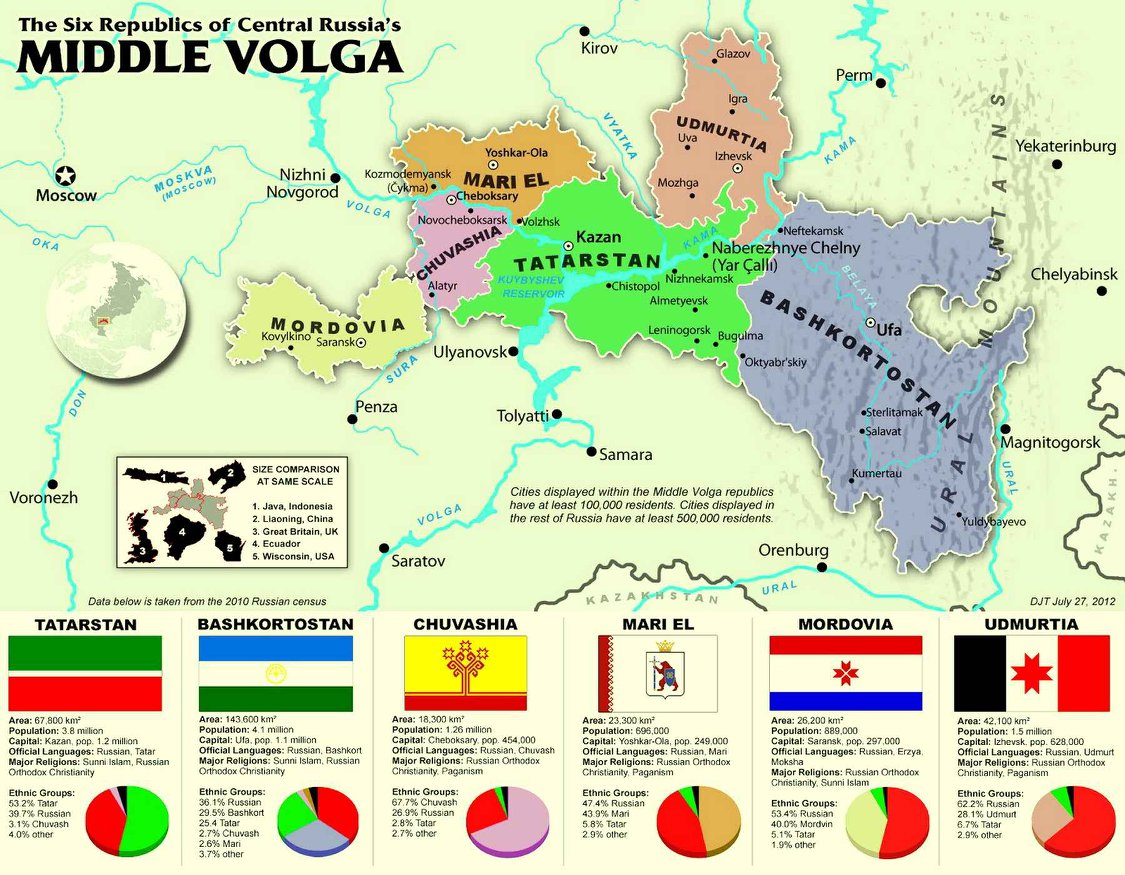 The Six Republics of Central Russia's
MIDDLE VOLGA
Kirov
Glazov
Perm
Igra
UDMURTIA
Uva
Izhevsk
Mozhga
VYATKA
KAMA
Yekaterinburg
Moscow
MOSKVA
(MOSCOW)
Nizhni
Novgorod
VOLGA
OKA
Yoshkar-Ola
Kozmodemyansk
(Čykma)
MARI EL
Cheboksary
Novocheboksarsk
Volzhsk
CHUVASHIA
Alatyr
Kazan
TATARSTAN
KUYBYSHEV
RESERVOIR
KAMA
Neftekamsk
Naberezhnye Chelny
(Yar Çallı)
Nizhnekamsk
Chistopol
Almetyevsk
Leninogorsk
Bugulma
Oktyabr'skiy
BELAYA
BASHKORTOSTAN
Ufa
Sterlitamak
Salavat
Kumertau
Yuldybayevo
URAL
MOUNTAINS
Chelyabinsk
Magnitogorsk
URAL
MORDOVIA
Kovylkino
Saransk
SURA
Penza
Ulyanovsk
Tolyatti
Samara
DON
Voronezh
VOLGA
Saratov
Orenburg
URAL
KAZAKHSTAN
KAZAKH.
1
2
3
4
5
SIZE COMPARISON
AT SAME SCALE
1. Java, Indonesia
2. Liaoning, China
3. Great Britain, UK
4. Ecuador
5. Wisconsin, USA
Cities displayed within the Middle Volga republics
have at least 100,000 residents. Cities displayed in
the rest of Russia have at least 500,000 residents.
Data below is taken from the 2010 Russian census
DJT July 27, 2012
TATARSTAN
Area: 67,800 km²
Population: 3.8 million
Capital: Kazan, pop. 1.2 million
Official Languages: Russian, Tatar
Major Religions: Sunni Islam, Russian
Orthodox Christianity
Ethnic Groups:
53.2% Tatar
39.7% Russian
3.1% Chuvash
4.0% other
BASHKORTOSTAN
Area: 143,600 km²
Population: 4.1 million
Capital: Ufa, pop. 1.1 million
Official Languages: Russian, Bashkort
Major Religions: Sunni Islam, Russian
Orthodox Christianity
Ethnic Groups:
36.1% Russian
29.5% Bashkort
25.4 Tatar
2.7% Chuvash
2.6% Mari
3.7% other
CHUVASHIA
Area: 18,300 km²
Population: 1.26 million
Capital: Cheboksary, pop. 454,000
Official Languages: Russian, Chuvash
Major Religions: Russian Orthodox
Christianity, Paganism
Ethnic Groups:
67.7% Chuvash
26.9% Russian
2.8% Tatar
2.7% other
MARI EL
Area: 23,300 km²
Population: 696,000
Capital: Yoshkar-Ola, pop. 249,000
Official Languages: Russian, Mari
Major Religions: Russian Orthodox
Christianity, Paganism
Ethnic Groups:
47.4% Russian
43.9% Mari
5.8% Tatar
2.9% other
MORDOVIA
Area: 26,200 km²
Population: 889,000
Capital: Saransk, pop. 297,000
Official Languages: Russian, Erzya,
Moksha
Major Religions: Russian Orthodox
Christianity, Sunni Islam
Ethnic Groups:
53.4% Russian
40.0% Mordvin
5.1% Tatar
1.9% other
UDMURTIA
Area: 42,100 km²
Population: 1.5 million
Capital: Izhevsk, pop. 628,000
Official Languages: Russian, Udmurt
Major Religions: Russian Orthodox
Christianity, Paganism
Ethnic Groups:
62.2% Russian
28.1% Udmurt
6.7% Tatar
2.9% other